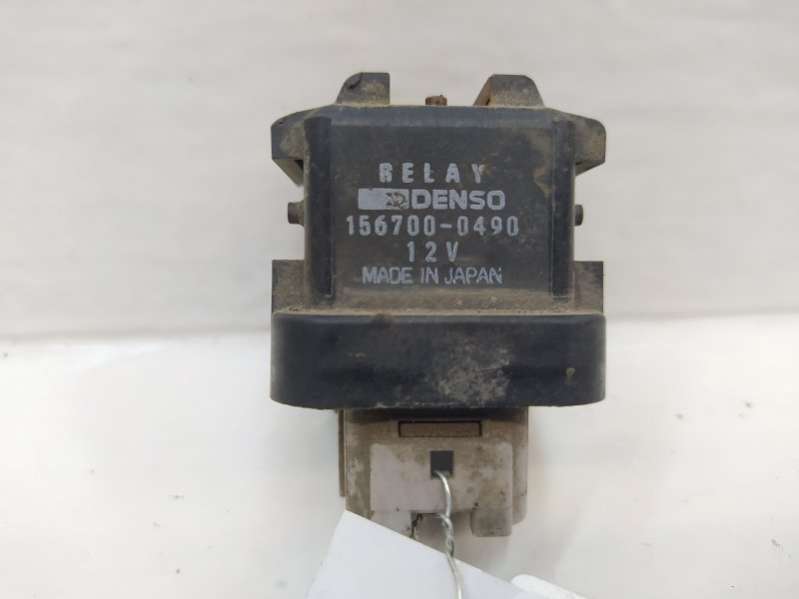 RELAY
DENSO
156700-0490
12V
MADE IN JAPAN